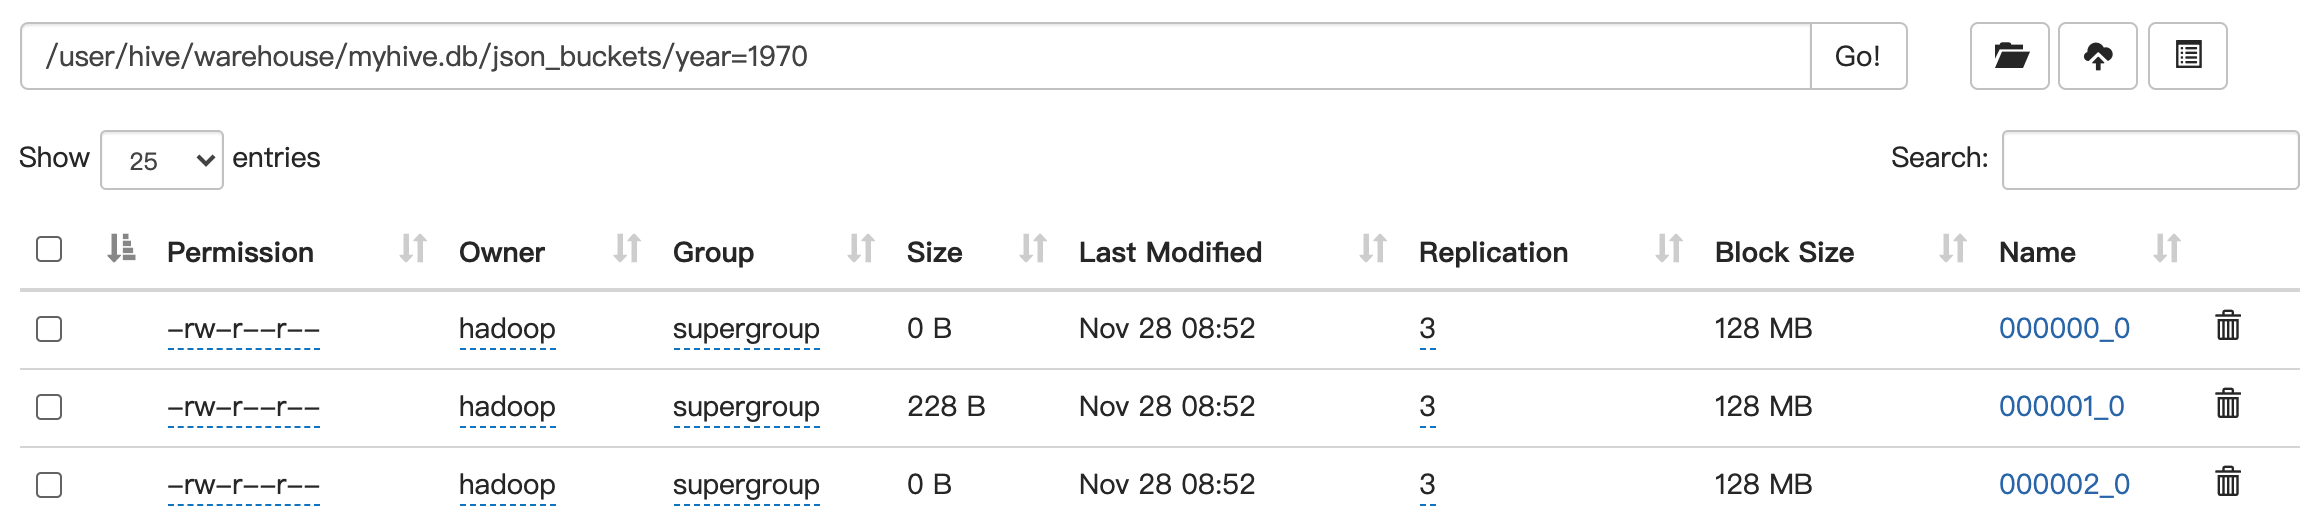 /user/hive/warehouse/myhive.db/json_buckets/year=1970 Go!
Show 25 entries Search:
Permission Owner Group Size Last Modified Replication Block Size Name
-rw-r--r-- hadoop supergroup 0 B Nov 28 08:52 3 128 MB 000000_0
-rw-r--r-- hadoop supergroup 228 B Nov 28 08:52 3 128 MB 000001_0
-rw-r--r-- hadoop supergroup 0 B Nov 28 08:52 3 128 MB 000002_0